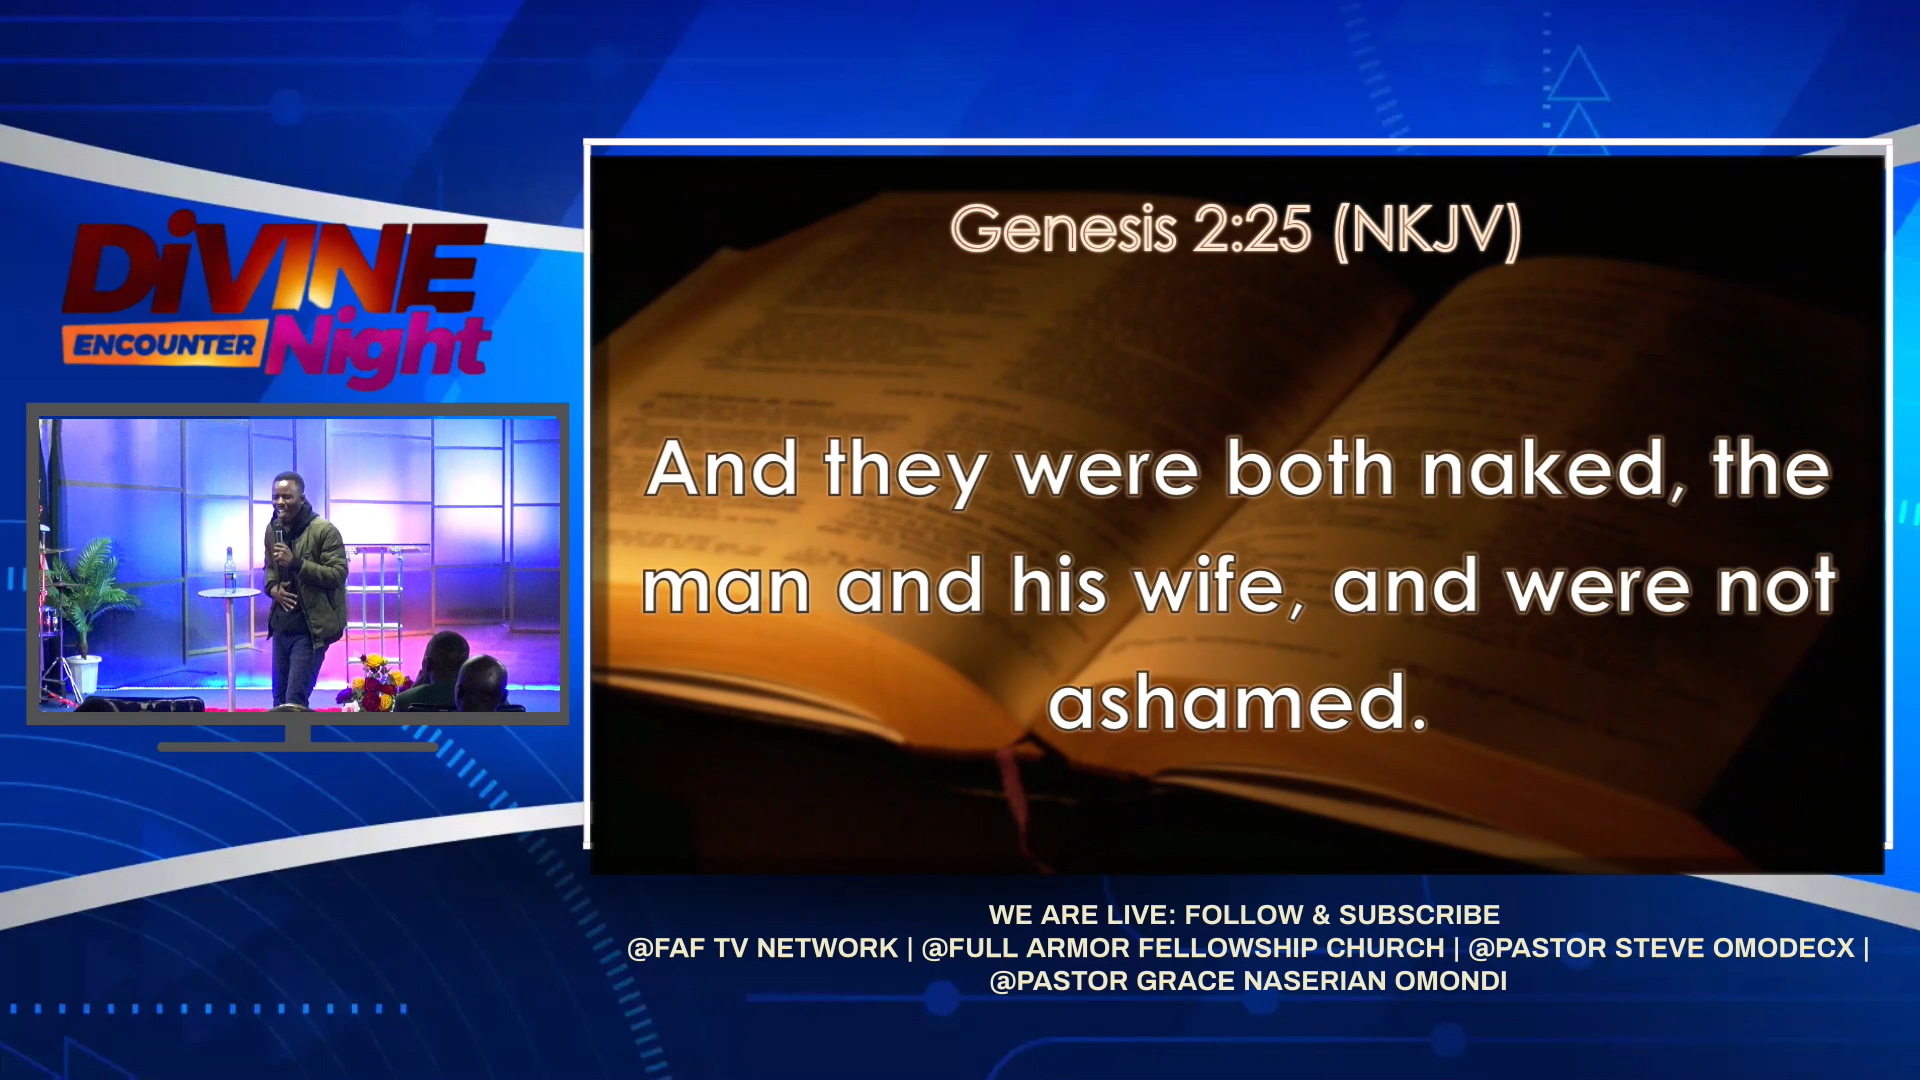 DiVINE
ENCOUNTER Night
Genesis 2:25 (NKJV)
And they were both naked, the
man and his wife, and were not
ashamed.
WE ARE LIVE: FOLLOW & SUBSCRIBE
@FAF TV NETWORK | @FULL ARMOR FELLOWSHIP CHURCH | @PASTOR STEVE OMODECX |
@PASTOR GRACE NASERIAN OMONDI